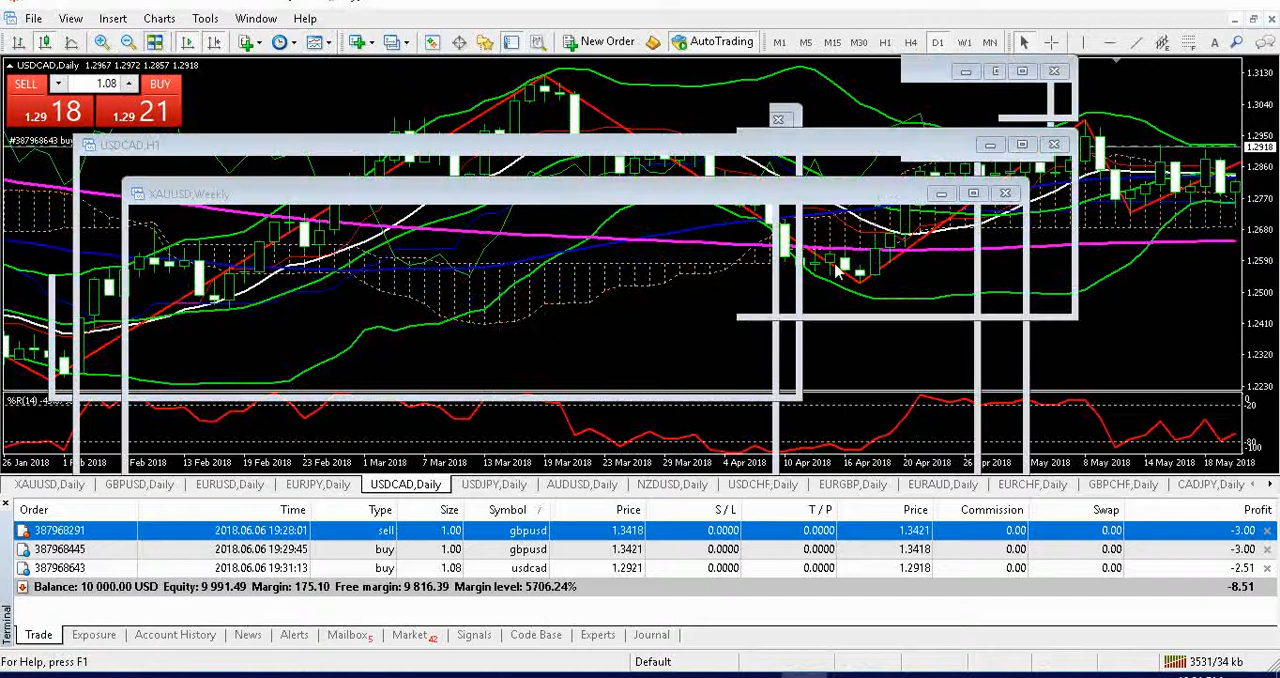 File View Insert Charts Tools Window Help
New Order AutoTrading M1 M5 M15 M30 H1 H4 D1 W1 MN A
USDCAD,Daily 1.2967 1.2972 1.2857 1.2918
SELL 1.08 BUY
1.29 18 1.29 21
#387968643 buy
USDCAD,H1
XAUUSD,Weekly
1.3130
1.3040
1.2950
1.2918
1.2860
1.2770
1.2680
1.2590
1.2500
1.2410
1.2320
1.2230
%R(14)
0
-20
-80
-100
26 Jan 2018 13 Feb 2018 19 Feb 2018 23 Feb 2018 1 Mar 2018 7 Mar 2018 13 Mar 2018 19 Mar 2018 23 Mar 2018 29 Mar 2018 4 Apr 2018 10 Apr 2018 16 Apr 2018 20 Apr 2018 May 2018 8 May 2018 14 May 2018 18 May 2018
XAUUSD,Daily GBPUSD,Daily EURUSD,Daily EURJPY,Daily USDCAD,Daily USDJPY,Daily AUDUSD,Daily NZDUSD,Daily USDCHF,Daily EURGBP,Daily EURAUD,Daily EURCHF,Daily GBPCHF,Daily CADJPY,Daily
Order Time Type Size Symbol / Price S / L T / P Price Commission Swap Profit
387968291 2018.06.06 19:28:01 sell 1.00 gbpusd 1.3418 0.0000 0.0000 1.3421 0.00 0.00 -3.00
387968445 2018.06.06 19:29:45 buy 1.00 gbpusd 1.3421 0.0000 0.0000 1.3418 0.00 0.00 -3.00
387968643 2018.06.06 19:31:13 buy 1.08 usdcad 1.2921 0.0000 0.0000 1.2918 0.00 0.00 -2.51
Balance: 10 000.00 USD Equity: 9 991.49 Margin: 175.10 Free margin: 9 816.39 Margin level: 5706.24% -8.51
Terminal
Trade Exposure Account History News Alerts Mailbox5 Market42 Signals Code Base Experts Journal
For Help, press F1 Default 3531/34 kb